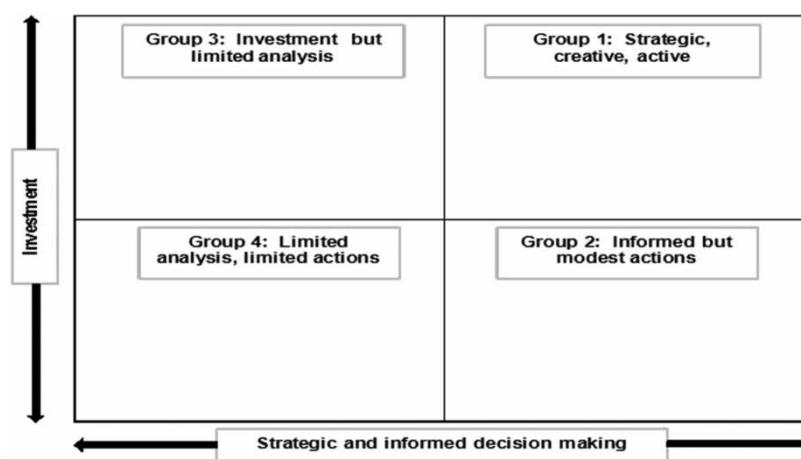 Group 3: Investment but
limited analysis
Group 1: Strategic,
creative, active
Investment
Group 4: Limited
analysis, limited actions
Group 2: Informed but
modest actions
Strategic and informed decision making